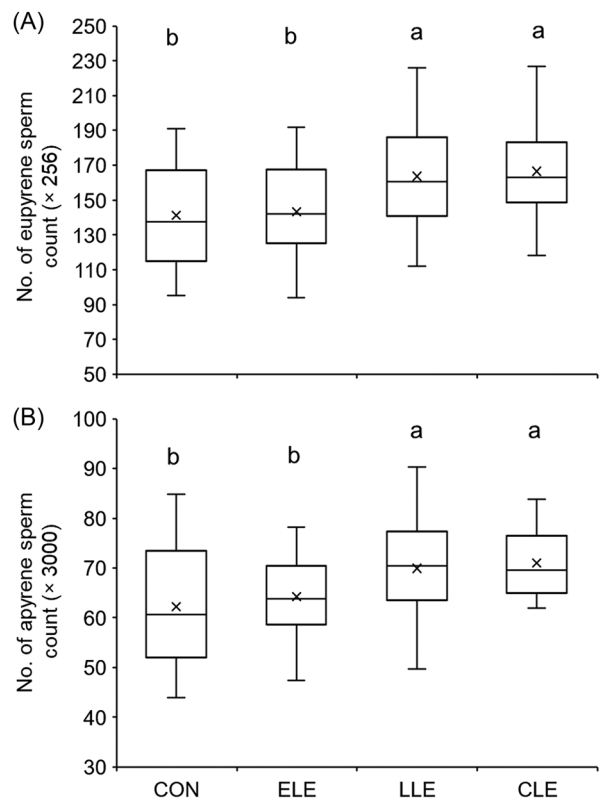 (A)
No. of eupyrene sperm
count (× 256)
250
230
210
190
170
150
130
110
90
70
50
b b a a
(B)
No. of apyrene sperm
count (× 3000)
100
90
80
70
60
50
40
30
b b a a
CON ELE LLE CLE